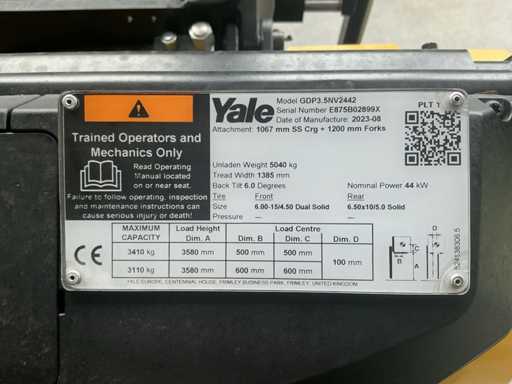 Yale
Model GDP3.5NV2442
Serial Number E875B02899X
Date of Manufacture: 2023-08
Attachment: 1067 mm SS Crg + 1200 mm Forks
PLT 1
Trained Operators and
Mechanics Only
Read Operating
Manual located
on or near seat.
Failure to follow operating, inspection
and maintenance instructions can
cause serious injury or death!
Unladen Weight 5040 kg
Tread Width 1385 mm
Back Tilt 6.0 Degrees Nominal Power 44 kW
Tire Front Rear
Size 6.00-15/4.50 Dual Solid 6.50x10/5.0 Solid
Pressure — —
MAXIMUM CAPACITY Load Height Load Centre
Dim. A Dim. B Dim. C Dim. D
3410 kg 3580 mm 500 mm 500 mm 100 mm
3110 kg 3580 mm 600 mm 600 mm
CE
D
C
B
A
YALE EUROPE, CENTENNIAL HOUSE, FRIMLEY BUSINESS PARK, FRIMLEY, UNITED KINGDOM